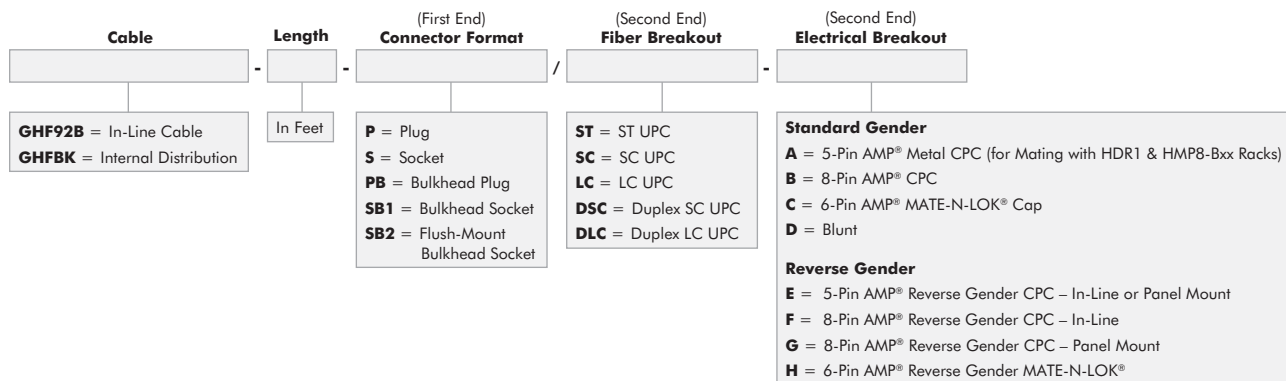 (First End)
(Second End)
(Second End)
Cable
Length
Connector Format
Fiber Breakout
Electrical Breakout
- - / -
GHF92B = In-Line Cable
GHFBK = Internal Distribution
In Feet
P = Plug
S = Socket
PB = Bulkhead Plug
SB1 = Bulkhead Socket
SB2 = Flush-Mount
Bulkhead Socket
ST = ST UPC
SC = SC UPC
LC = LC UPC
DSC = Duplex SC UPC
DLC = Duplex LC UPC
Standard Gender
A = 5-Pin AMP® Metal CPC (for Mating with HDR1 & HMP8-Bxx Racks)
B = 8-Pin AMP® CPC
C = 6-Pin AMP® MATE-N-LOK® Cap
D = Blunt
Reverse Gender
E = 5-Pin AMP® Reverse Gender CPC – In-Line or Panel Mount
F = 8-Pin AMP® Reverse Gender CPC – In-Line
G = 8-Pin AMP® Reverse Gender CPC – Panel Mount
H = 6-Pin AMP® Reverse Gender MATE-N-LOK®